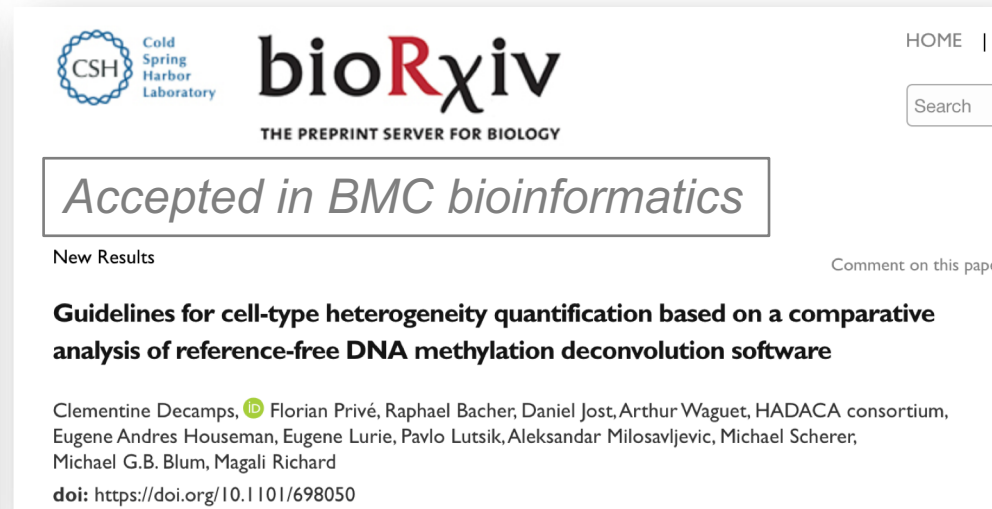 CSH
Cold
Spring
Harbor
Laboratory
bioRxiv
THE PREPRINT SERVER FOR BIOLOGY
HOME |
Search
Accepted in BMC bioinformatics
New Results
Comment on this pape
Guidelines for cell-type heterogeneity quantification based on a comparative
analysis of reference-free DNA methylation deconvolution software
Clementine Decamps, iD Florian Privé, Raphael Bacher, Daniel Jost, Arthur Waguet, HADACA consortium,
Eugene Andres Houseman, Eugene Lurie, Pavlo Lutsik, Aleksandar Milosavljevic, Michael Scherer,
Michael G.B. Blum, Magali Richard
doi: https://doi.org/10.1101/698050